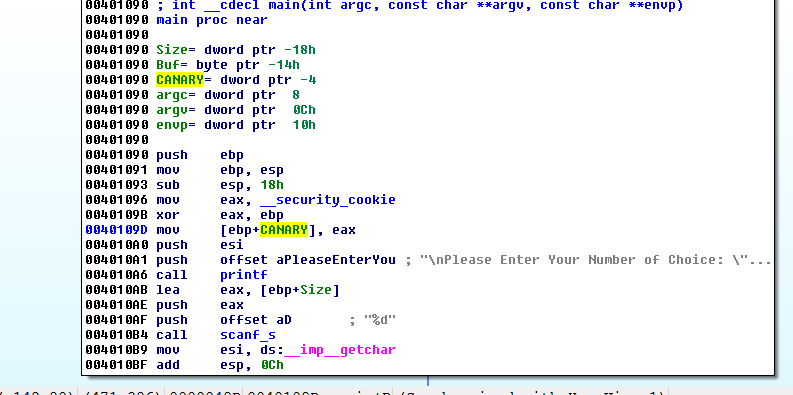 00401090 ; int __cdecl main(int argc, const char **argv, const char **envp)
00401090 main proc near
00401090
00401090 Size= dword ptr -18h
00401090 Buf= byte ptr -14h
00401090 CANARY= dword ptr -4
00401090 argc= dword ptr  8
00401090 argv= dword ptr  0Ch
00401090 envp= dword ptr  10h
00401090
00401090 push    ebp
00401091 mov     ebp, esp
00401093 sub     esp, 18h
00401096 mov     eax, __security_cookie
0040109B xor     eax, ebp
0040109D mov     [ebp+CANARY], eax
004010A0 push    esi
004010A1 push    offset aPleaseEnterYou ; "\nPlease Enter Your Number of Choice: \"...
004010A6 call    printf
004010AB lea     eax, [ebp+Size]
004010AE push    eax
004010AF push    offset aD       ; "%d"
004010B4 call    scanf_s
004010B9 mov     esi, ds:__imp__getchar
004010BF add     esp, 0Ch